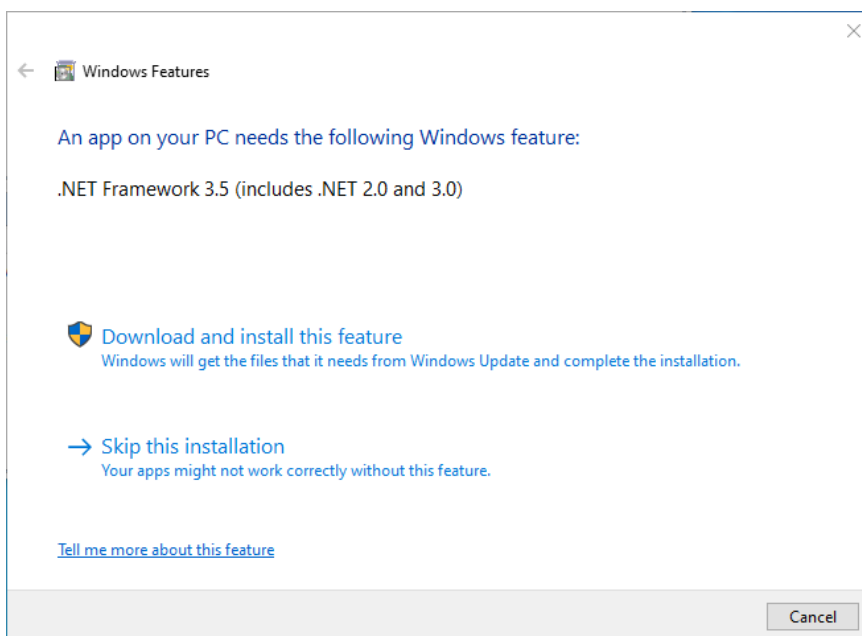 Windows Features
An app on your PC needs the following Windows feature:
.NET Framework 3.5 (includes .NET 2.0 and 3.0)
Download and install this feature
Windows will get the files that it needs from Windows Update and complete the installation.
Skip this installation
Your apps might not work correctly without this feature.
Tell me more about this feature
Cancel